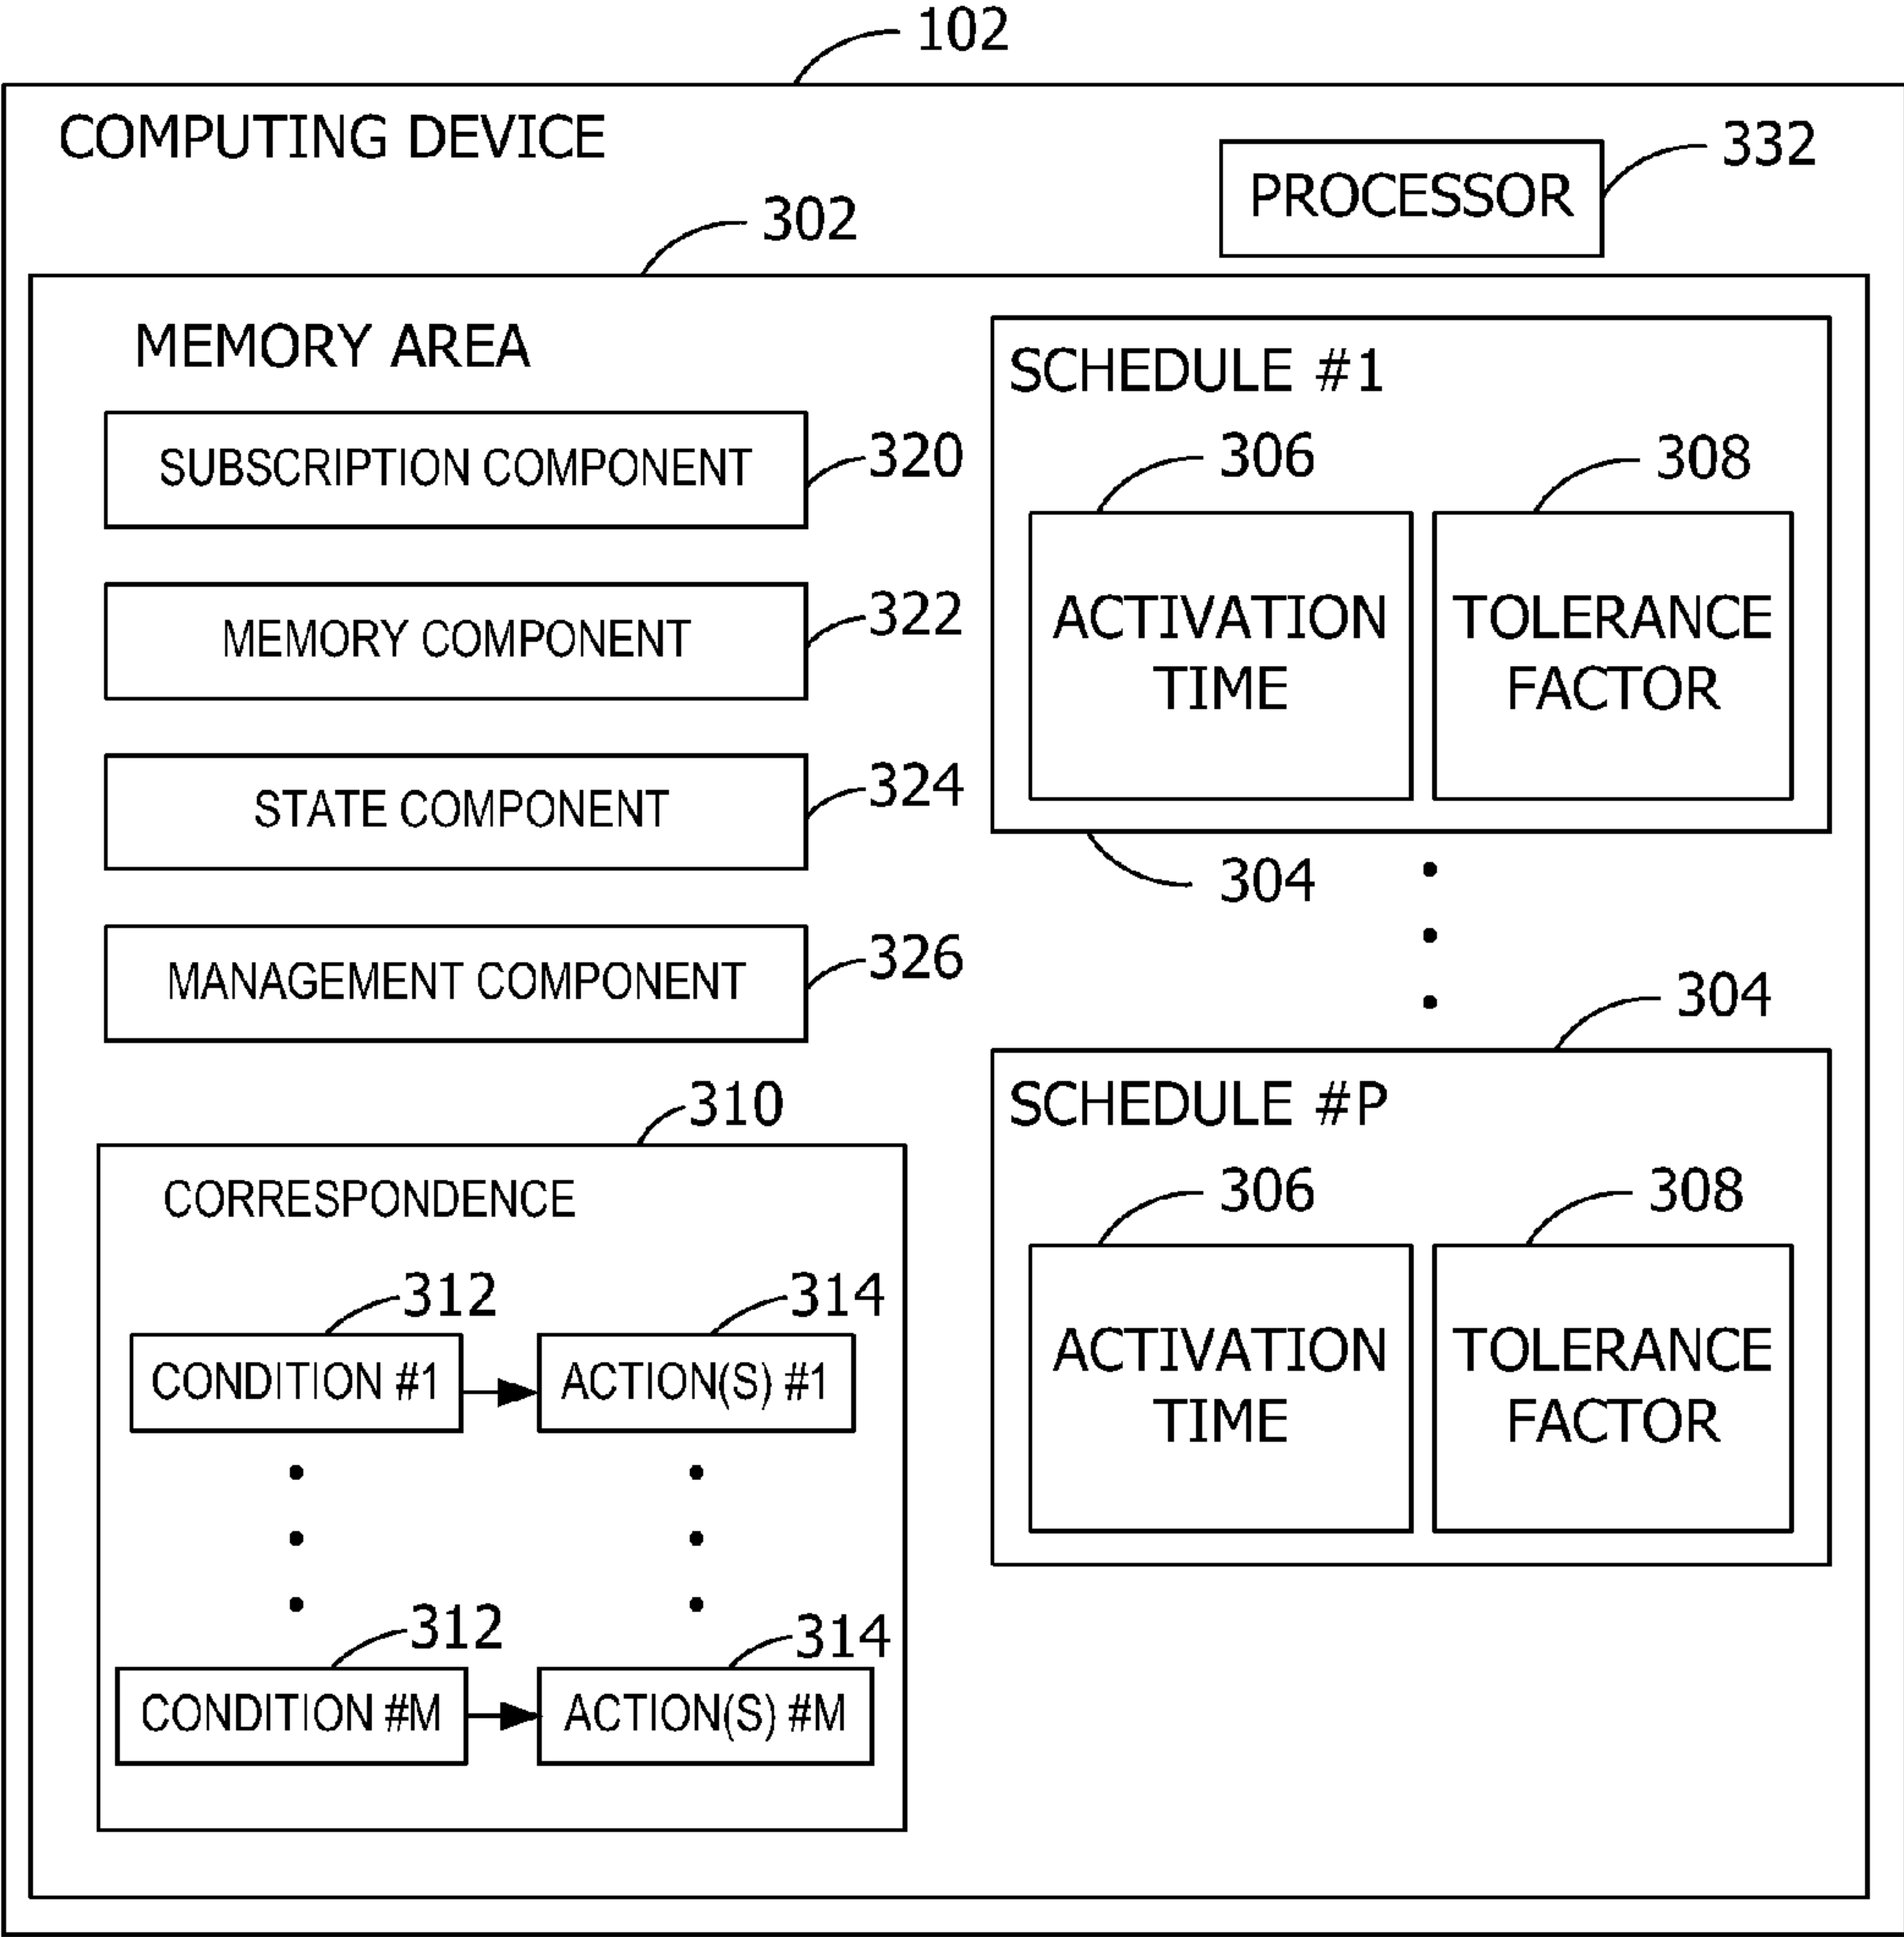 102
COMPUTING DEVICE
332
PROCESSOR
302
MEMORY AREA
SUBSCRIPTION COMPONENT
320
MEMORY COMPONENT
322
STATE COMPONENT
324
MANAGEMENT COMPONENT
326
310
CORRESPONDENCE
312
314
CONDITION #1
ACTION(S) #1
312
314
CONDITION #M
ACTION(S) #M
SCHEDULE #1
306
308
ACTIVATION
TIME
TOLERANCE
FACTOR
304
304
SCHEDULE #P
306
308
ACTIVATION
TIME
TOLERANCE
FACTOR